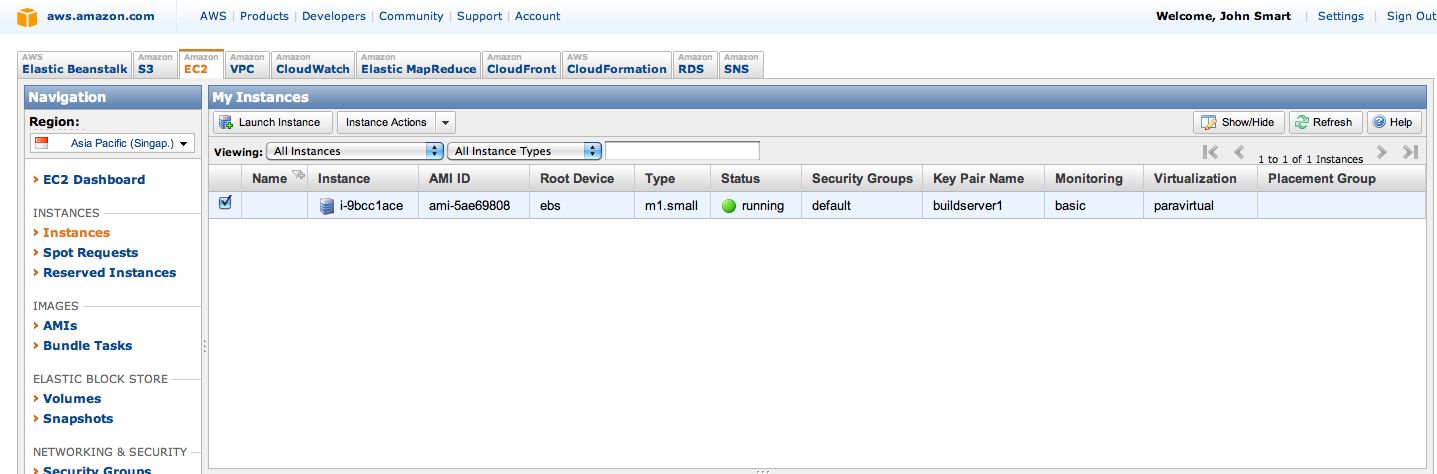 aws.amazon.com AWS | Products | Developers | Community | Support | Account Welcome, John Smart | Settings | Sign Out
AWS Amazon Amazon Amazon Amazon Amazon Amazon AWS Amazon Amazon
Elastic Beanstalk S3 EC2 VPC CloudWatch Elastic MapReduce CloudFront CloudFormation RDS SNS
Navigation
Region:
Asia Pacific (Singap.)
EC2 Dashboard
INSTANCES
Instances
Spot Requests
Reserved Instances
IMAGES
AMIs
Bundle Tasks
ELASTIC BLOCK STORE
Volumes
Snapshots
NETWORKING & SECURITY
Security Groups
My Instances
Launch Instance Instance Actions Show/Hide Refresh Help
Viewing: All Instances All Instance Types 1 to 1 of 1 Instances
Name Instance AMI ID Root Device Type Status Security Groups Key Pair Name Monitoring Virtualization Placement Group
i-9bcc1ace ami-5ae69808 ebs m1.small running default buildserver1 basic paravirtual